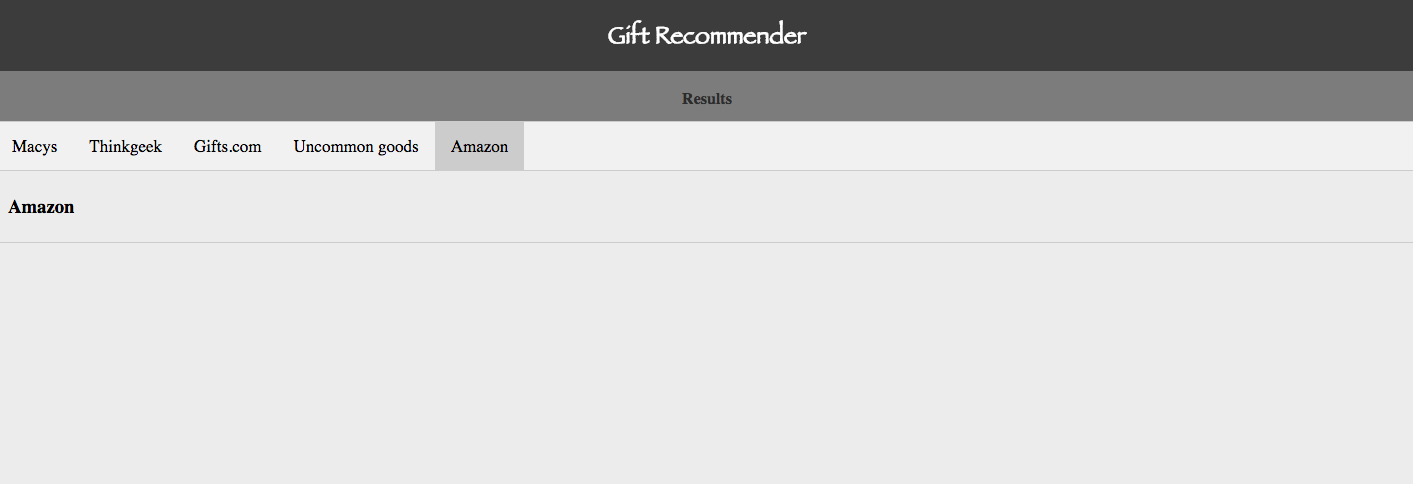 Gift Recommender
Results
Macys Thinkgeek Gifts.com Uncommon goods Amazon
Amazon